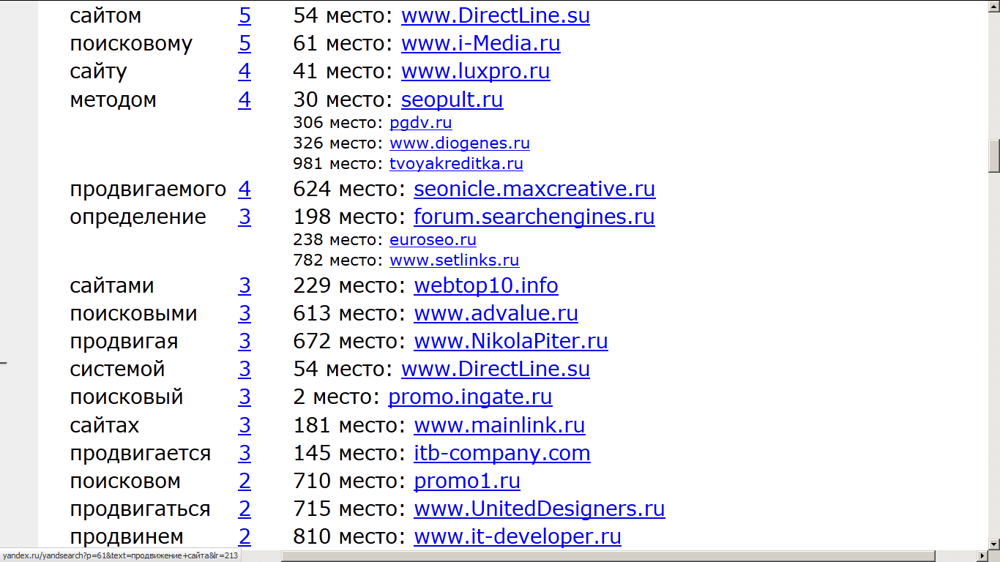 сайтом 5 54 место: www.DirectLine.su
поисковому 5 61 место: www.i-Media.ru
сайту 4 41 место: www.luxpro.ru
методом 4 30 место: seopult.ru
306 место: pgdv.ru
326 место: www.diogenes.ru
981 место: tvoyakreditka.ru
продвигаемого 4 624 место: seonicle.maxcreative.ru
определение 3 198 место: forum.searchengines.ru
238 место: euroseo.ru
782 место: www.setlinks.ru
сайтами 3 229 место: webtop10.info
поисковыми 3 613 место: www.advalue.ru
продвигая 3 672 место: www.NikolaPiter.ru
системой 3 54 место: www.DirectLine.su
поисковый 3 2 место: promo.ingate.ru
сайтах 3 181 место: www.mainlink.ru
продвигается 3 145 место: itb-company.com
поисковом 2 710 место: promo1.ru
продвигаться 2 715 место: www.UnitedDesigners.ru
продвинем 2 810 место: www.it-developer.ru
yandex.ru/yandsearch?p=61&text=продвижение+сайта&lr=213